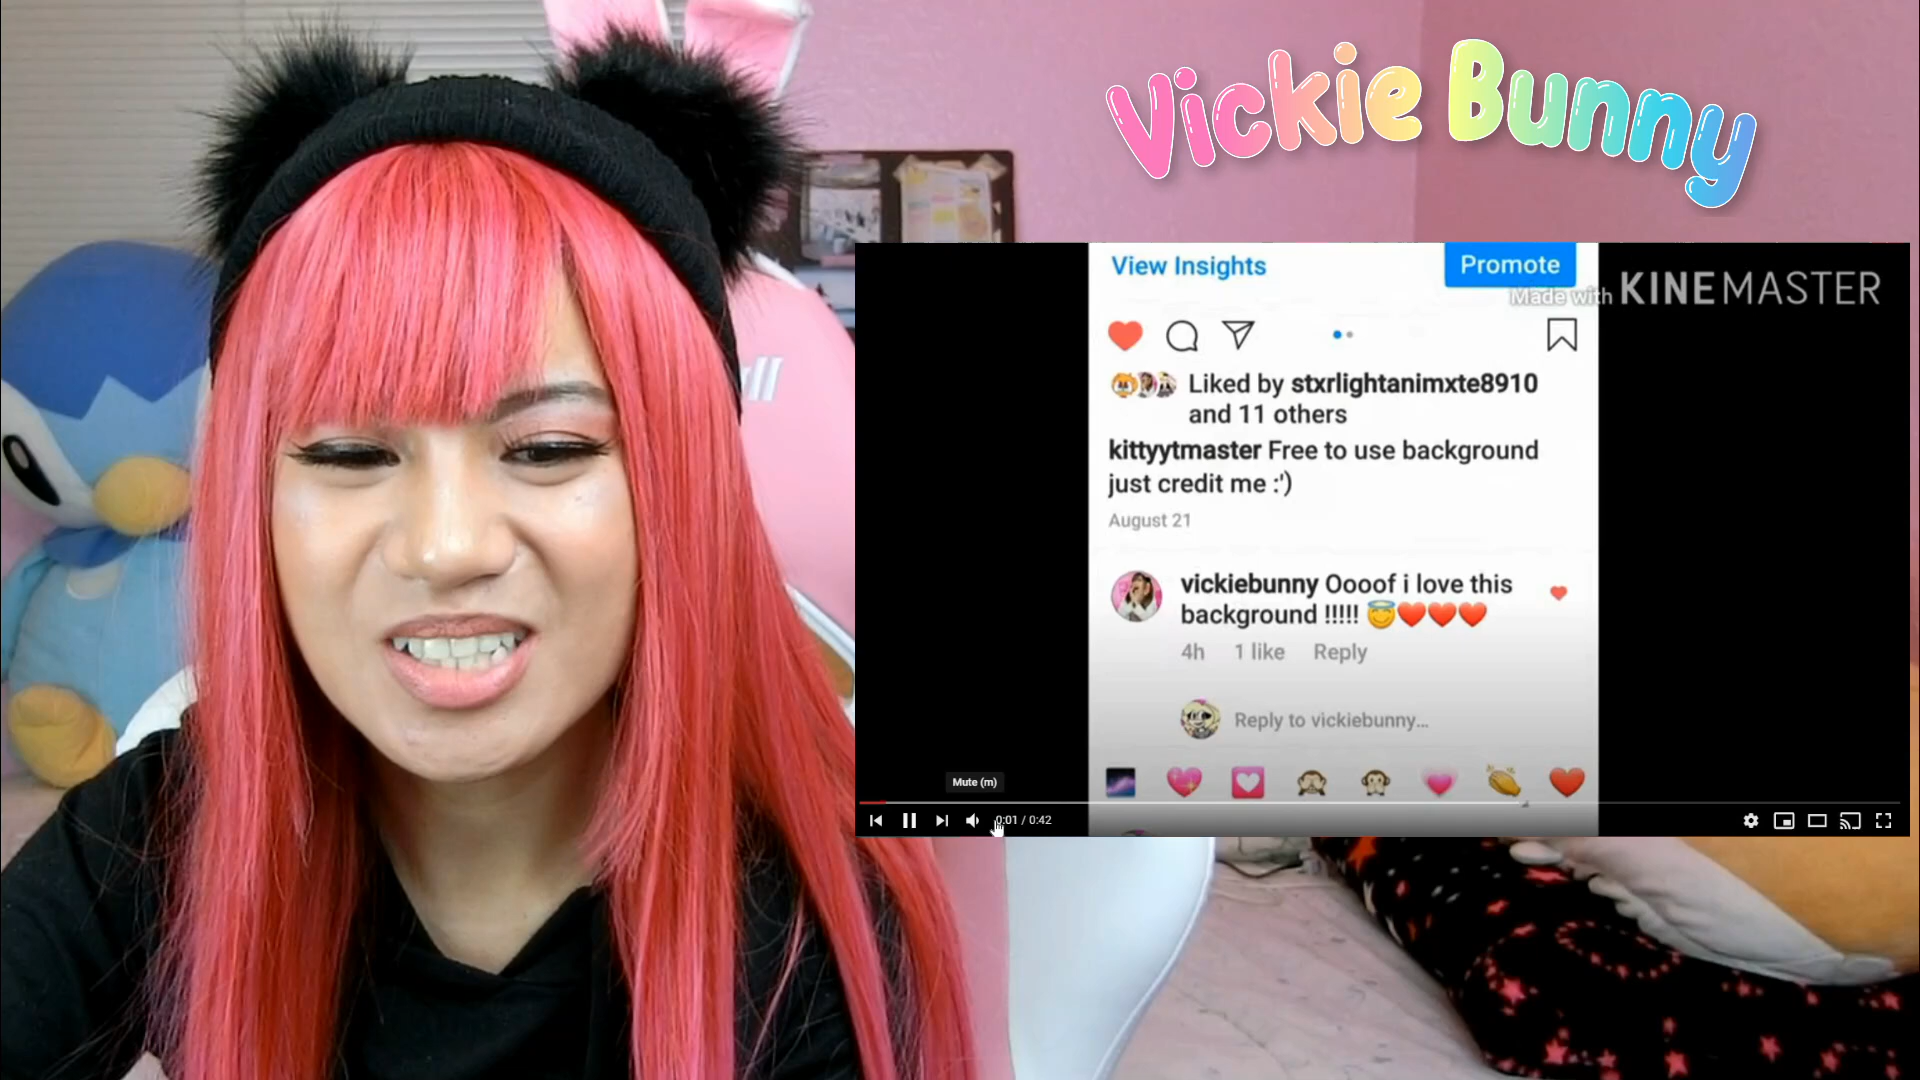 Vickie Bunny
View Insights
Promote
Made with KINEMASTER
Liked by stxrlightanimxte8910
and 11 others
kittyytmaster Free to use background
just credit me :')
August 21
vickiebunny Oooof i love this
background !!!!! 😇❤️❤️❤️
4h 1 like Reply
Reply to vickiebunny...
Mute (m)
0:01 / 0:42